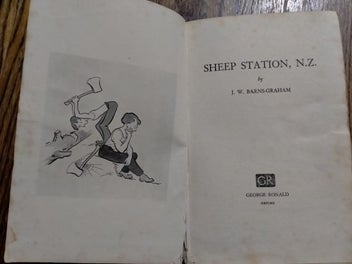 SHEEP STATION, N.Z.
by
J. W. BARNS-GRAHAM
GR
GEORGE RONALD
OXFORD